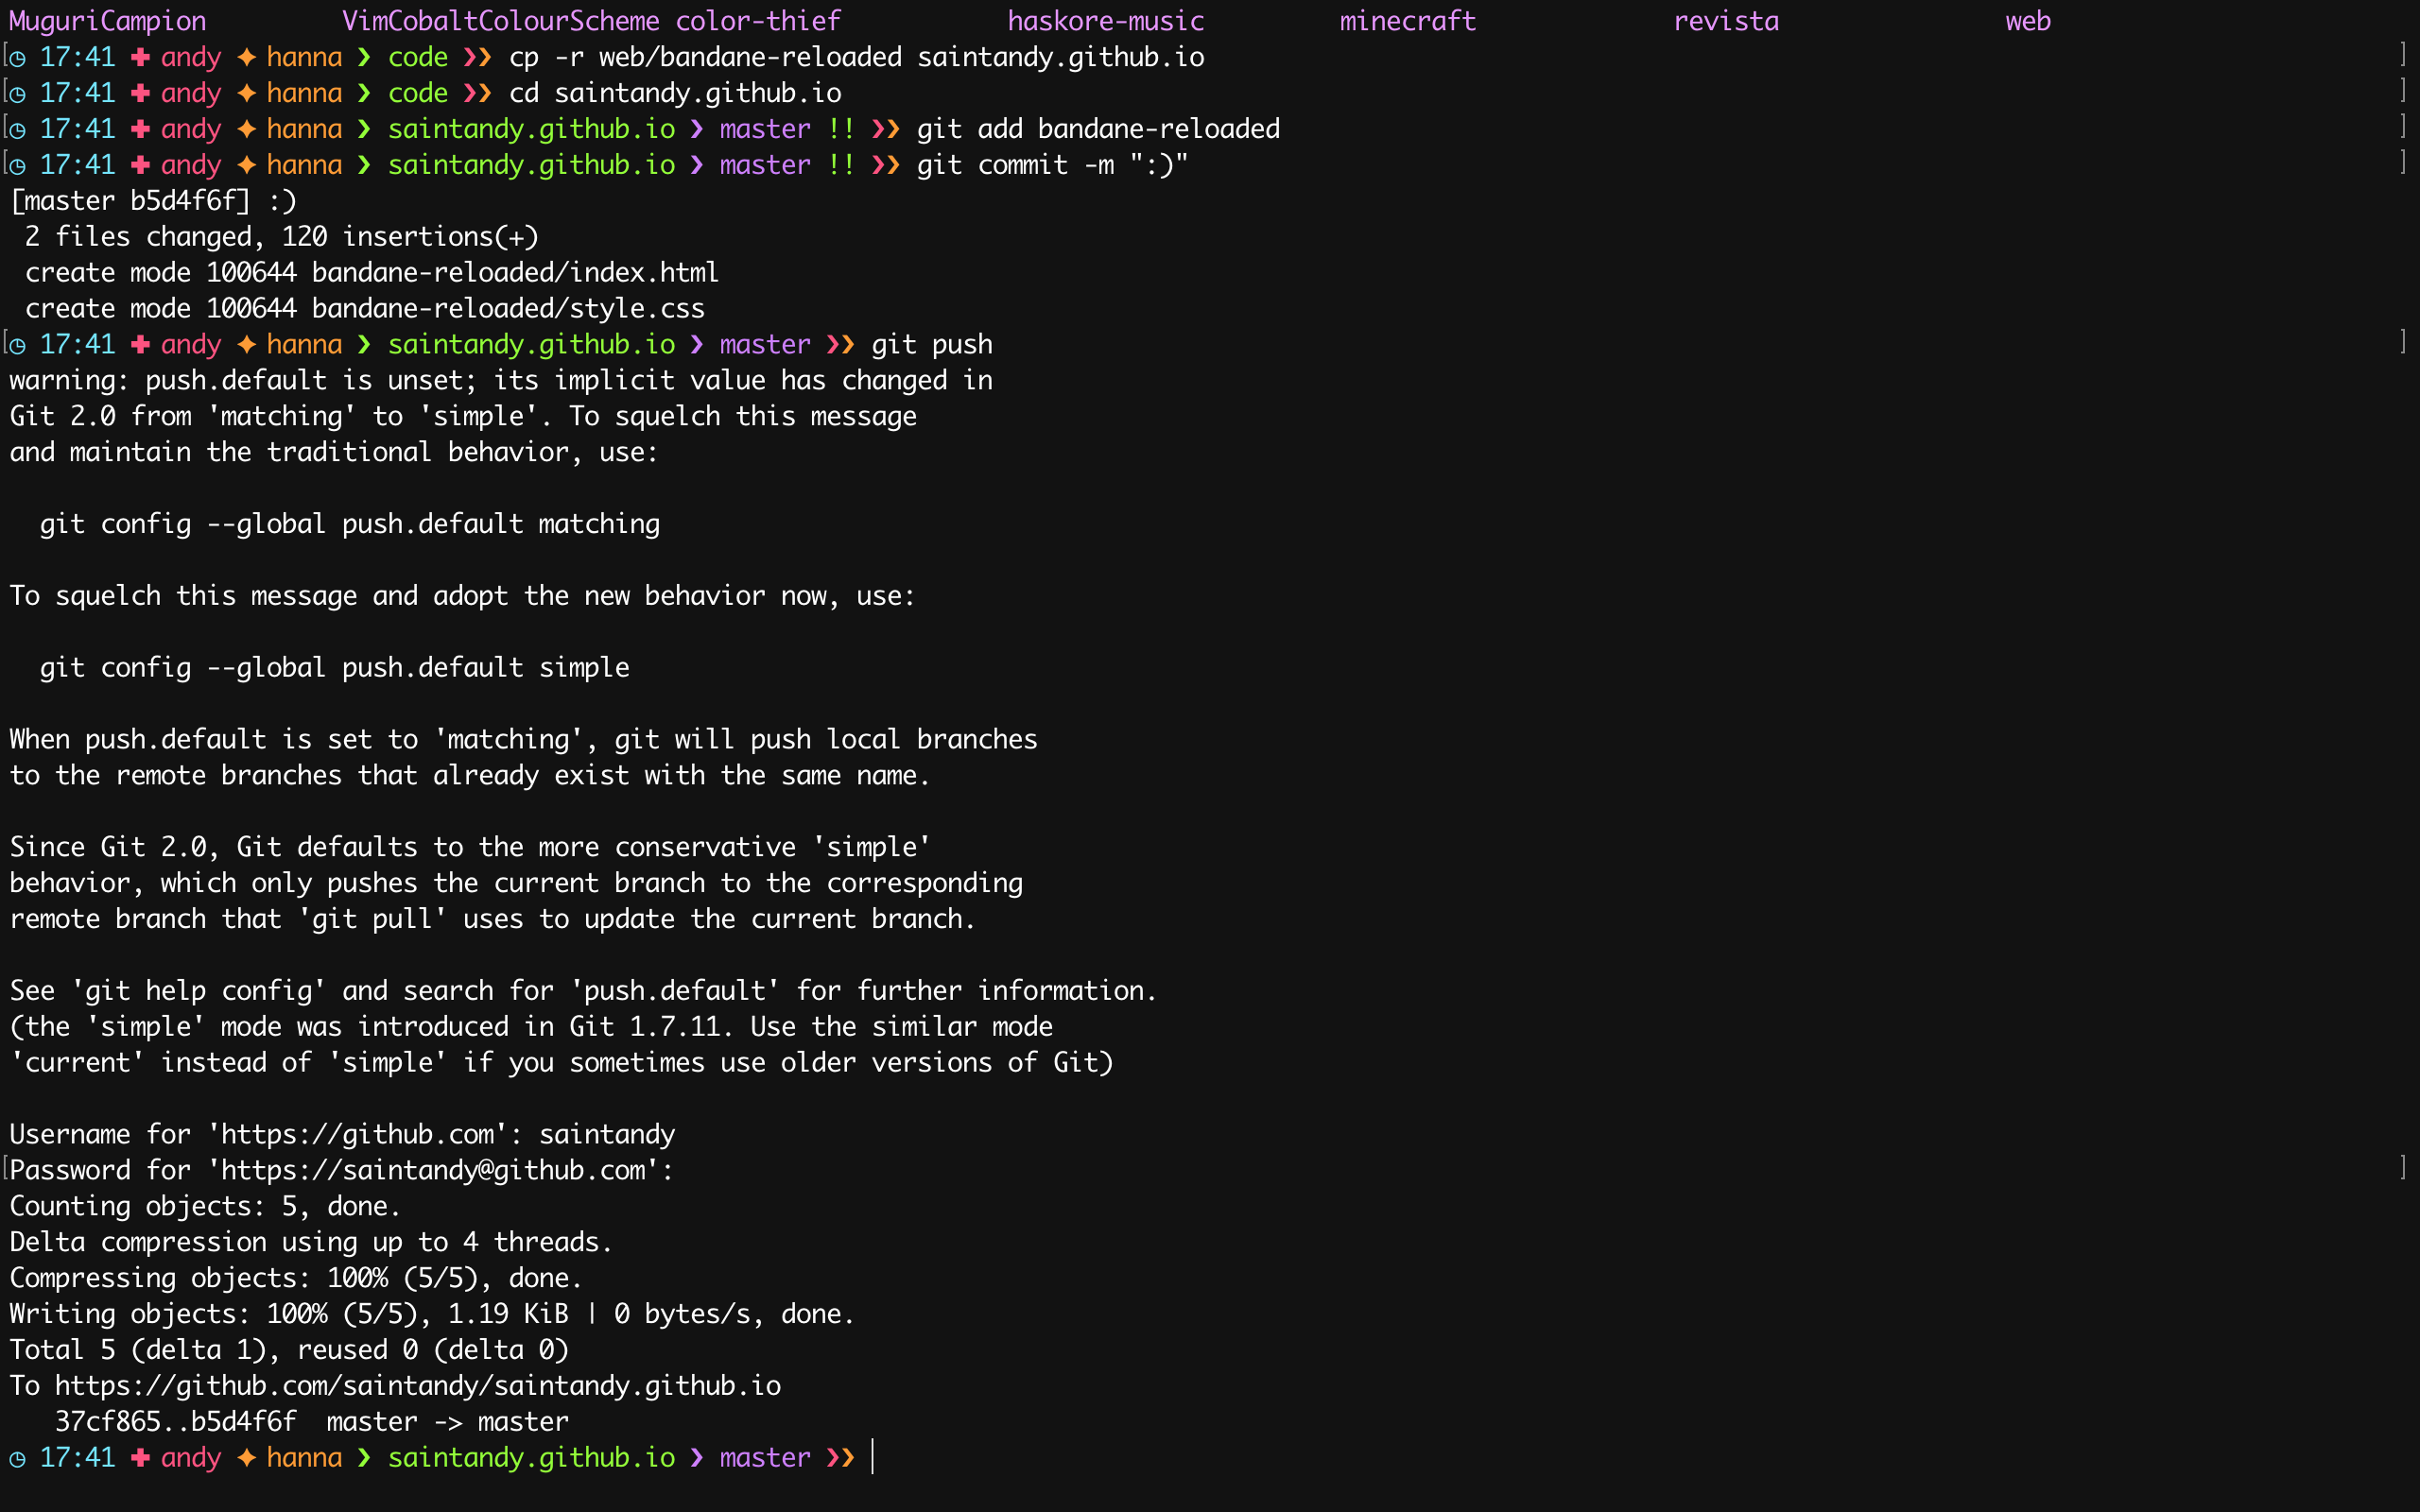 MuguriCampion VimCobaltColourScheme color-thief haskore-music minecraft revista web
[◷ 17:41 ✚ andy ✦ hanna ❯ code ❯❯ cp -r web/bandane-reloaded saintandy.github.io ]
[◷ 17:41 ✚ andy ✦ hanna ❯ code ❯❯ cd saintandy.github.io ]
[◷ 17:41 ✚ andy ✦ hanna ❯ saintandy.github.io ❯ master !! ❯❯ git add bandane-reloaded ]
[◷ 17:41 ✚ andy ✦ hanna ❯ saintandy.github.io ❯ master !! ❯❯ git commit -m ":)" ]
[master b5d4f6f] :)
 2 files changed, 120 insertions(+)
 create mode 100644 bandane-reloaded/index.html
 create mode 100644 bandane-reloaded/style.css
[◷ 17:41 ✚ andy ✦ hanna ❯ saintandy.github.io ❯ master ❯❯ git push ]
warning: push.default is unset; its implicit value has changed in
Git 2.0 from 'matching' to 'simple'. To squelch this message
and maintain the traditional behavior, use:

  git config --global push.default matching

To squelch this message and adopt the new behavior now, use:

  git config --global push.default simple

When push.default is set to 'matching', git will push local branches
to the remote branches that already exist with the same name.

Since Git 2.0, Git defaults to the more conservative 'simple'
behavior, which only pushes the current branch to the corresponding
remote branch that 'git pull' uses to update the current branch.

See 'git help config' and search for 'push.default' for further information.
(the 'simple' mode was introduced in Git 1.7.11. Use the similar mode
'current' instead of 'simple' if you sometimes use older versions of Git)

Username for 'https://github.com': saintandy
[Password for 'https://saintandy@github.com': ]
Counting objects: 5, done.
Delta compression using up to 4 threads.
Compressing objects: 100% (5/5), done.
Writing objects: 100% (5/5), 1.19 KiB | 0 bytes/s, done.
Total 5 (delta 1), reused 0 (delta 0)
To https://github.com/saintandy/saintandy.github.io
   37cf865..b5d4f6f  master -> master
◷ 17:41 ✚ andy ✦ hanna ❯ saintandy.github.io ❯ master ❯❯